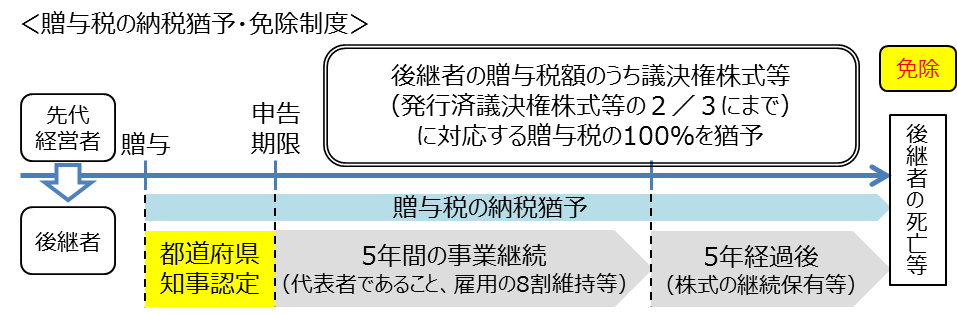 ＜贈与税の納税猶予・免除制度＞
後継者の贈与税額のうち議決権株式等
（発行済議決権株式等の２／３にまで）
に対応する贈与税の100％を猶予
免除
先代
経営者
贈与
申告
期限
後継者の死亡等
贈与税の納税猶予
後継者
都道府県
知事認定
5年間の事業継続
（代表者であること、雇用の8割維持等）
5年経過後
（株式の継続保有等）